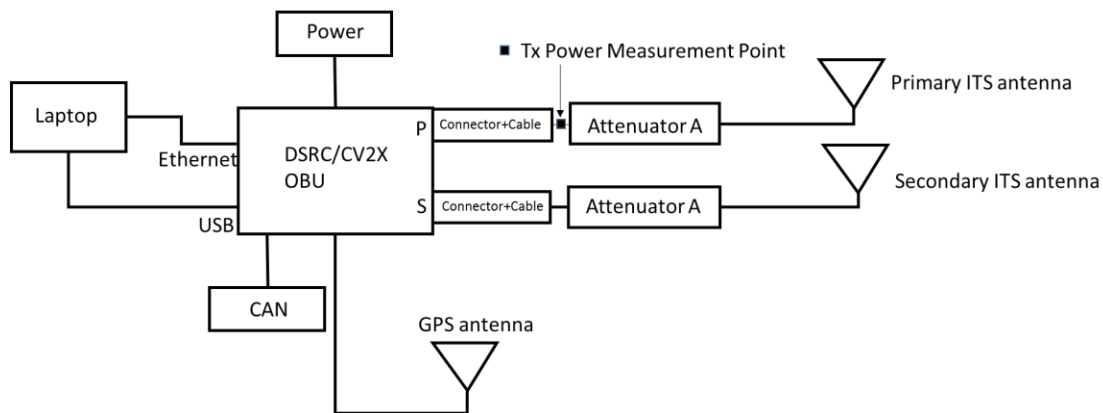 Power
Tx Power Measurement Point
Primary ITS antenna
Laptop
P
Connector+Cable
Attenuator A
Ethernet
DSRC/CV2X
OBU
Secondary ITS antenna
S
Connector+Cable
Attenuator A
USB
CAN
GPS antenna